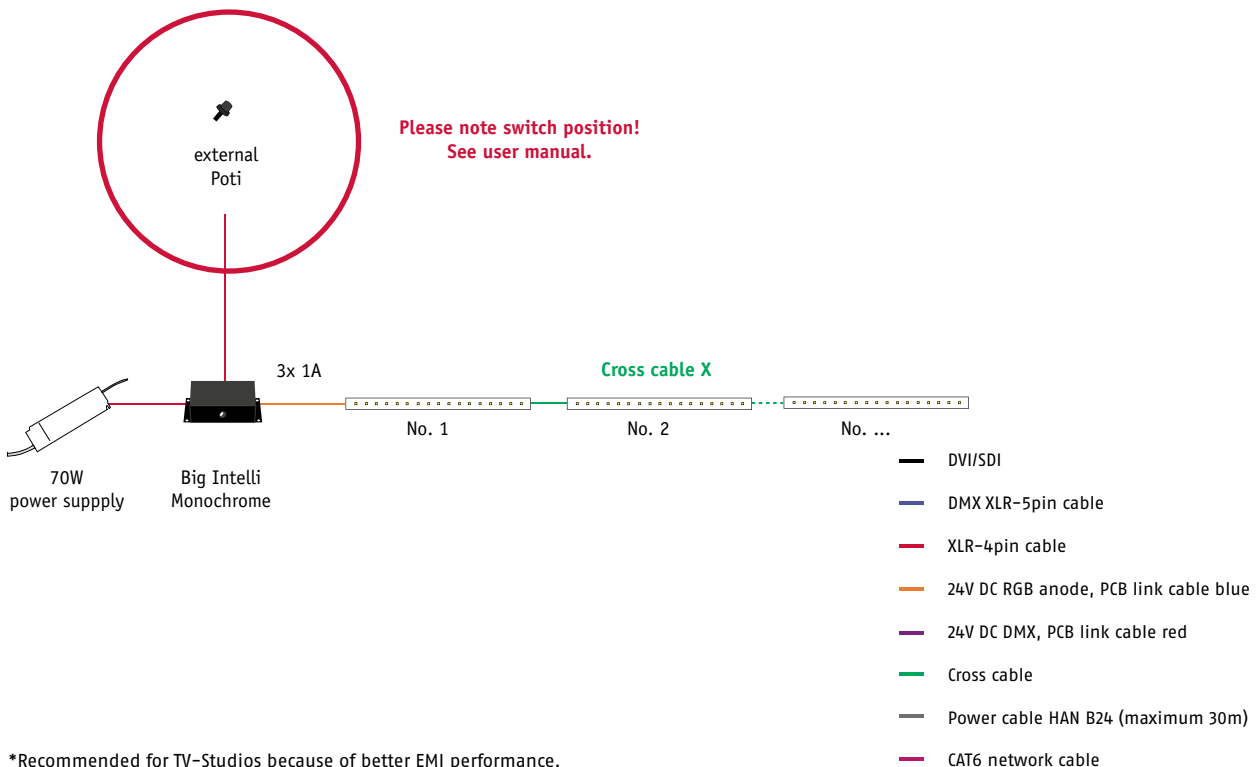 external
Poti
Please note switch position!
See user manual.
3x 1A
Cross cable X
No. 1
No. 2
No. ...
70W
power suppply
Big Intelli
Monochrome
DVI/SDI
DMX XLR-5pin cable
XLR-4pin cable
24V DC RGB anode, PCB link cable blue
24V DC DMX, PCB link cable red
Cross cable
Power cable HAN B24 (maximum 30m)
CAT6 network cable
*Recommended for TV-Studios because of better EMI performance.